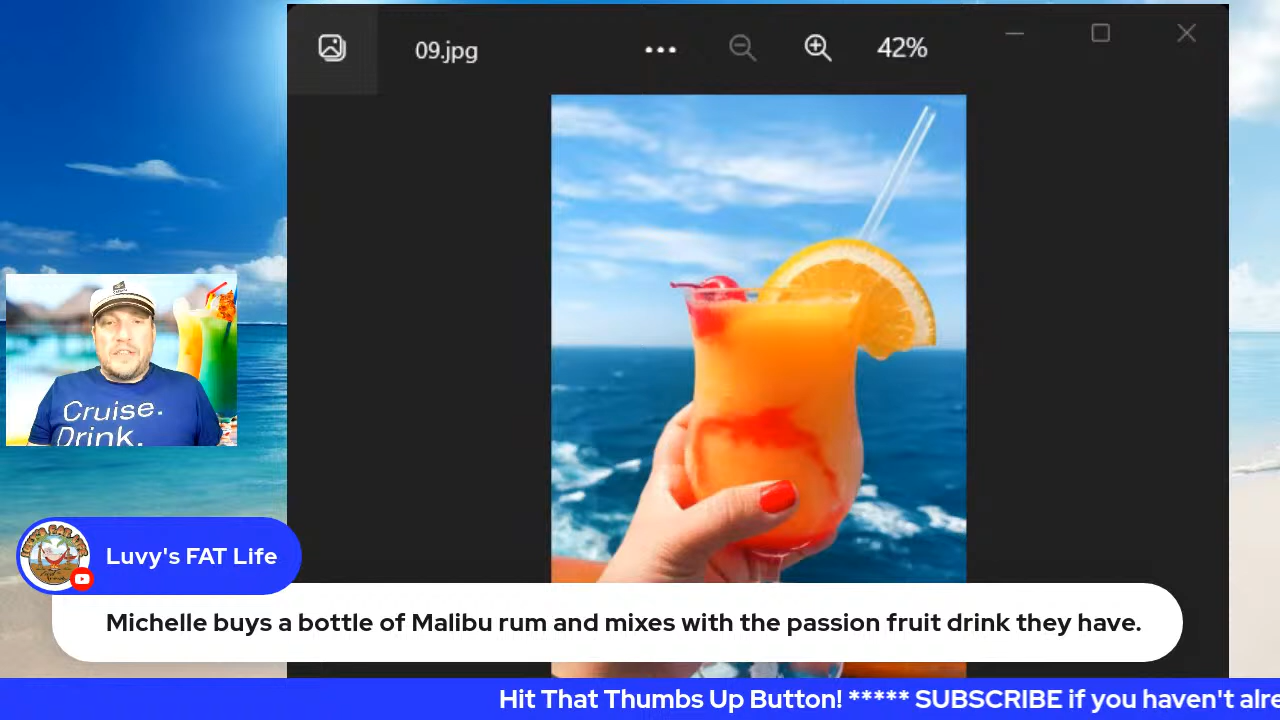 09.jpg
42%
Cruise.
Drink.
Luvy's FAT Life
Michelle buys a bottle of Malibu rum and mixes with the passion fruit drink they have.
Hit That Thumbs Up Button! ***** SUBSCRIBE if you haven't alre